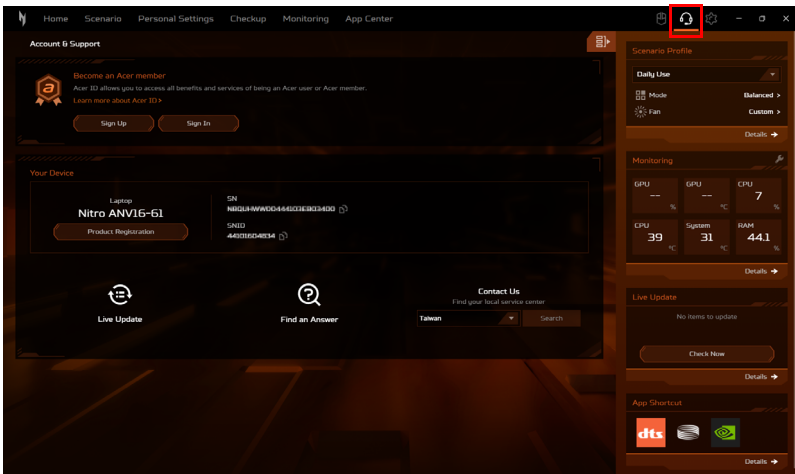 Home Scenario Personal Settings Checkup Monitoring App Center
Account & Support
Become an Acer member
Acer ID allows you to access all benefits and services of being an Acer user or Acer member.
Learn more about Acer ID >
Sign Up Sign In
Your Device
Laptop
Nitro ANV16-61
Product Registration
SN
SNID
Live Update
Find an Answer
Contact Us
Find your local service center
Taiwan Search
Scenario Profile
Daily Use
Mode Balanced >
Fan Custom >
Details
Monitoring
GPU GPU CPU
-- -- 7
% °C %
CPU System RAM
39 31 44.1
°C °C %
Details
Live Update
No items to update
Check Now
Details
App Shortcut
dts
Details